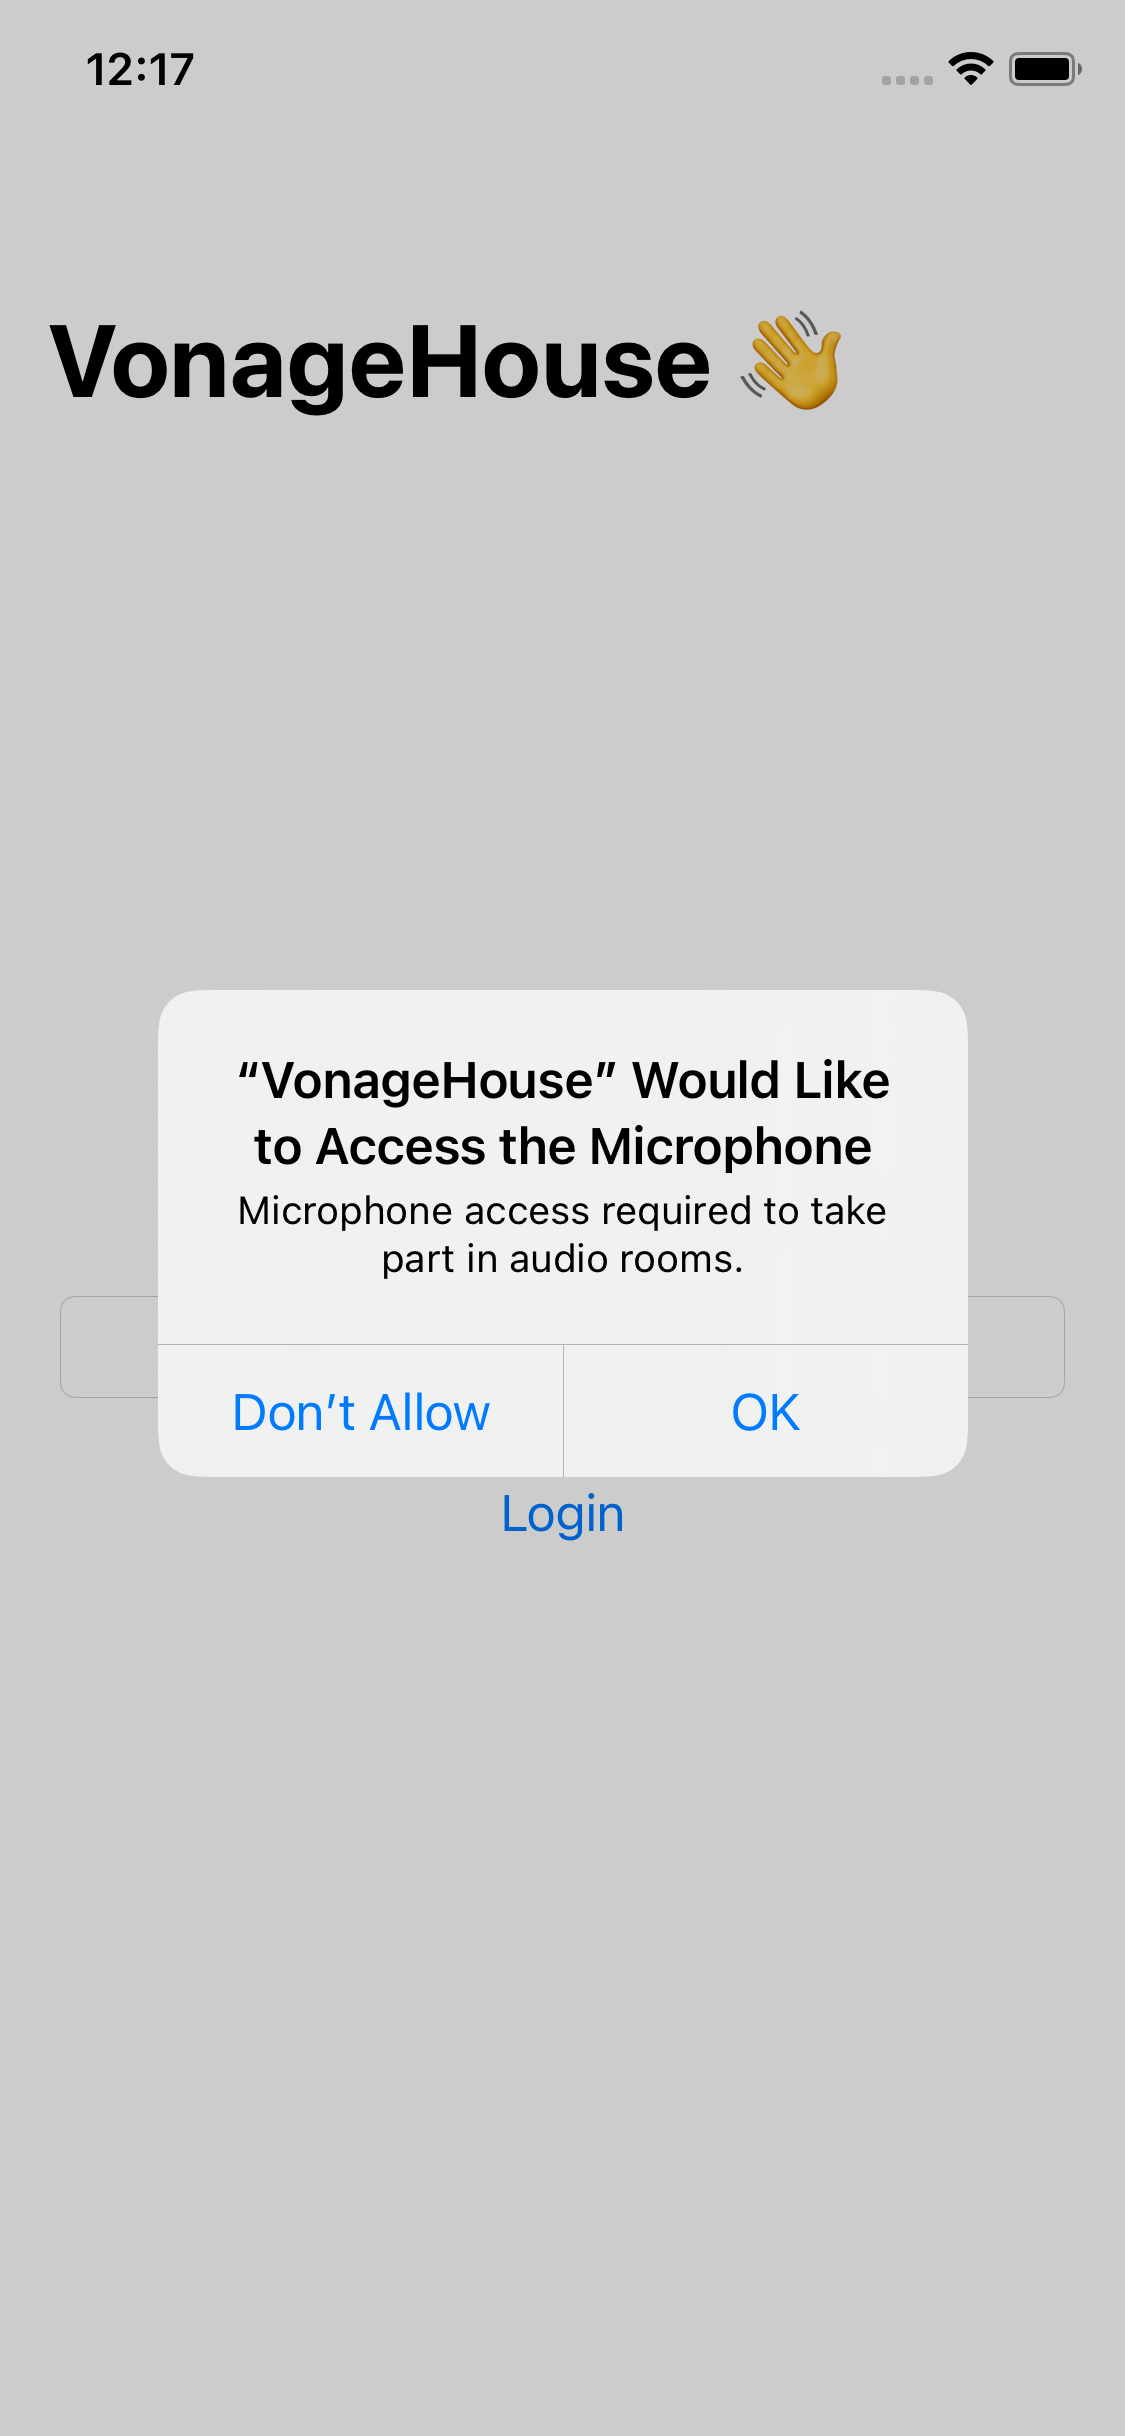 12:17
VonageHouse 👋
“VonageHouse” Would Like
to Access the Microphone
Microphone access required to take
part in audio rooms.
Don’t Allow
OK
Login